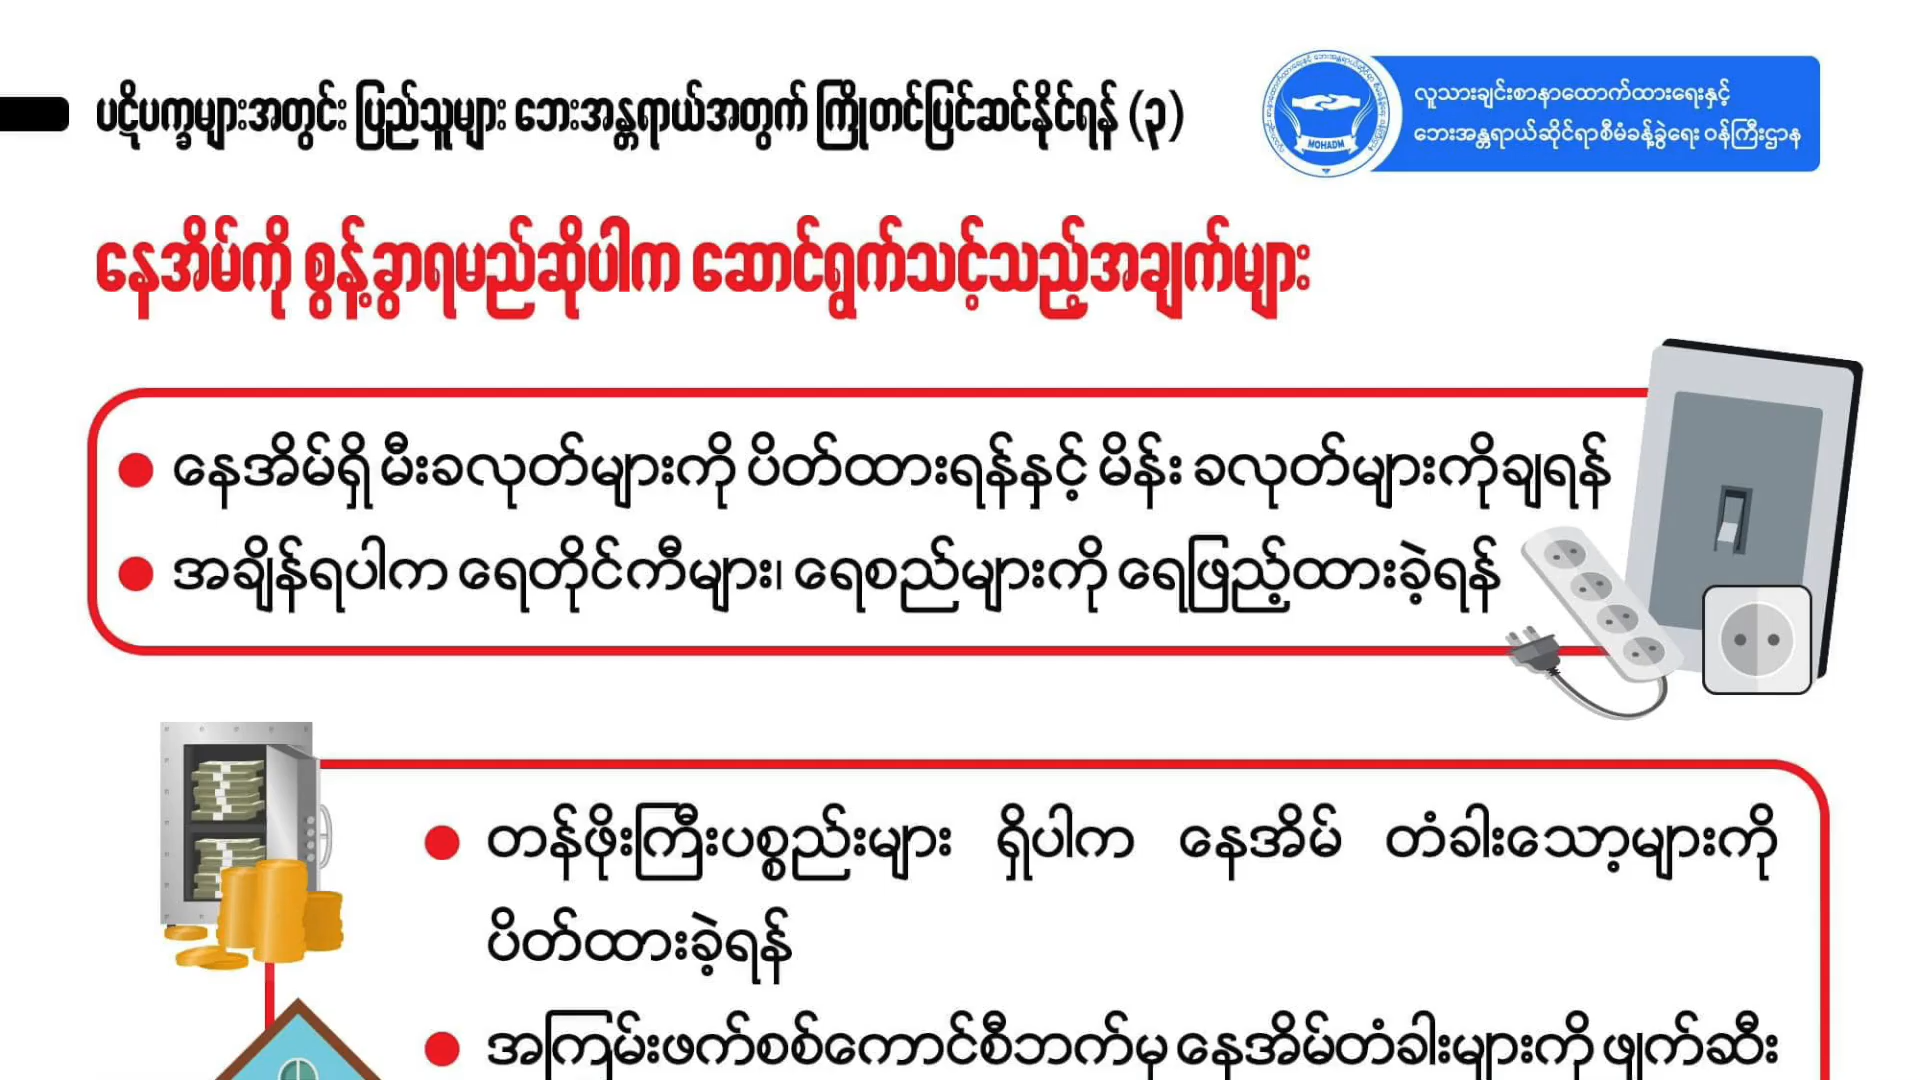 ပဋိပက္ခများအတွင်း ပြည်သူများ ဘေးအန္တရာယ်အတွက် ကြိုတင်ပြင်ဆင်နိုင်ရန် (၃)
လူသားချင်းစာနာထောက်ထားရေးနှင့်
ဘေးအန္တရာယ်ဆိုင်ရာစီမံခန့်ခွဲရေး ဝန်ကြီးဌာန
MOHADM
နေအိမ်ကို စွန့်ခွာရမည်ဆိုပါက ဆောင်ရွက်သင့်သည့်အချက်များ
နေအိမ်ရှိ မီးခလုတ်များကို ပိတ်ထားရန်နှင့် မိန်း ခလုတ်များကိုချရန်
အချိန်ရပါက ရေတိုင်ကီများ၊ ရေစည်များကို ရေဖြည့်ထားခဲ့ရန်
တန်ဖိုးကြီးပစ္စည်းများ ရှိပါက နေအိမ် တံခါးသော့များကို
ပိတ်ထားခဲ့ရန်
အကြမ်းဖက်စစ်ကောင်စီဘက်မှ နေအိမ်တံခါးများကို ဖျက်ဆီး